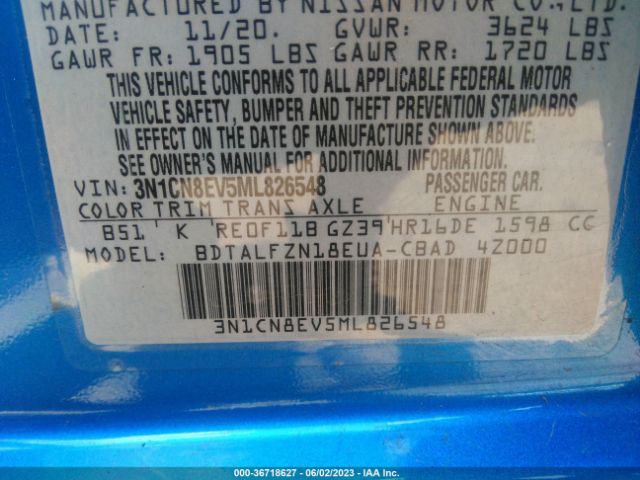 MANUFACTURED BY NISSAN MOTOR CO., LTD.
DATE: 11/20. GVWR: 3624 LBS
GAWR FR: 1905 LBS GAWR RR: 1720 LBS
THIS VEHICLE CONFORMS TO ALL APPLICABLE FEDERAL MOTOR
VEHICLE SAFETY, BUMPER AND THEFT PREVENTION STANDARDS
IN EFFECT ON THE DATE OF MANUFACTURE SHOWN ABOVE.
SEE OWNER'S MANUAL FOR ADDITIONAL INFORMATION.
VIN: 3N1CN8EV5ML826548 PASSENGER CAR.
COLOR TRIM TRANS AXLE ENGINE
B51 K RE0F11B GZ39 HR16DE 1598 CC
MODEL: BDTALFZN18EUA-CBAD 4Z000
3N1CN8EV5ML826548
000-36718627 - 06/02/2023 - IAA Inc.